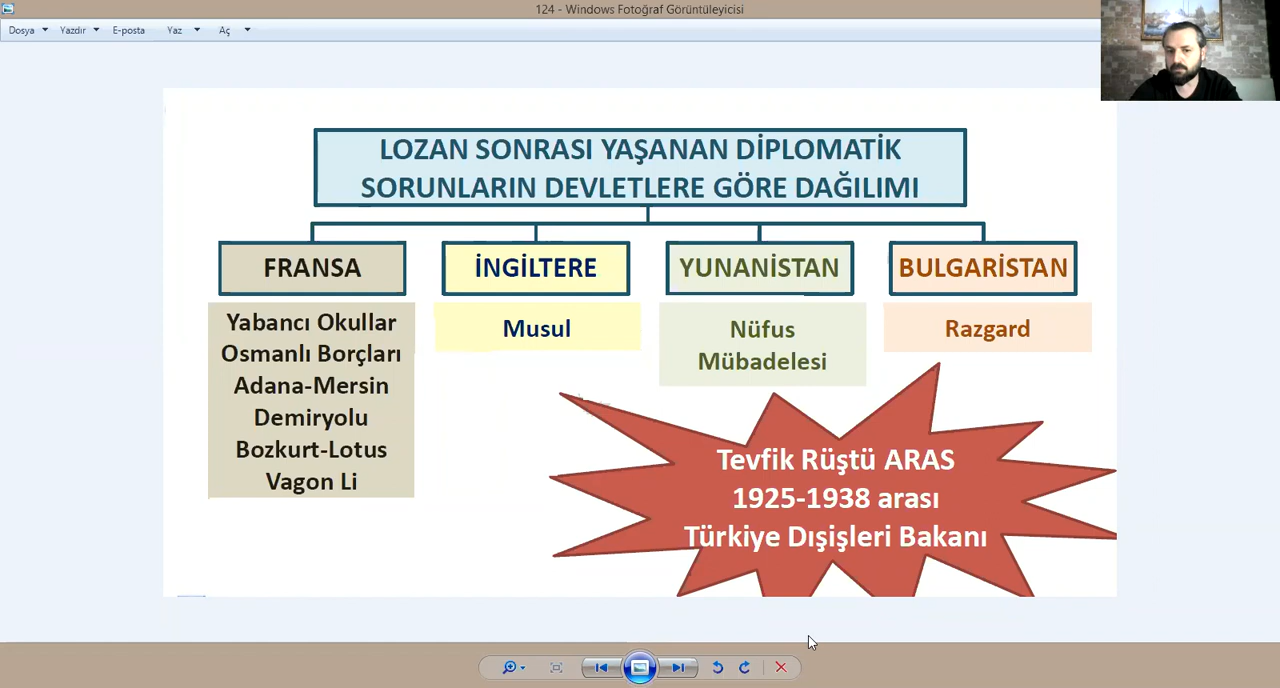 124 - Windows Fotoğraf Görüntüleyicisi
Dosya Yazdır E-posta Yaz Aç
LOZAN SONRASI YAŞANAN DİPLOMATİK
SORUNLARIN DEVLETLERE GÖRE DAĞILIMI
FRANSA
Yabancı Okullar
Osmanlı Borçları
Adana-Mersin
Demiryolu
Bozkurt-Lotus
Vagon Li
İNGİLTERE
Musul
YUNANİSTAN
Nüfus
Mübadelesi
BULGARİSTAN
Razgard
Tevfik Rüştü ARAS
1925-1938 arası
Türkiye Dışişleri Bakanı